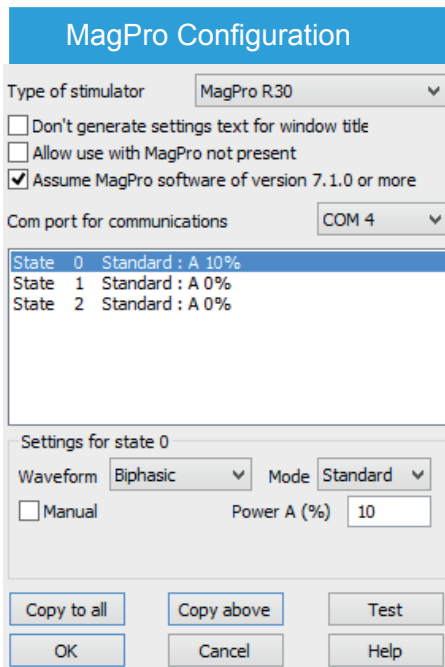 MagPro Configuration
Type of stimulator MagPro R30
Don't generate settings text for window title
Allow use with MagPro not present
Assume MagPro software of version 7.1.0 or more
Com port for communications COM 4
State 0 Standard : A 10%
State 1 Standard : A 0%
State 2 Standard : A 0%
Settings for state 0
Waveform Biphasic Mode Standard
Manual Power A (%) 10
Copy to all Copy above Test
OK Cancel Help